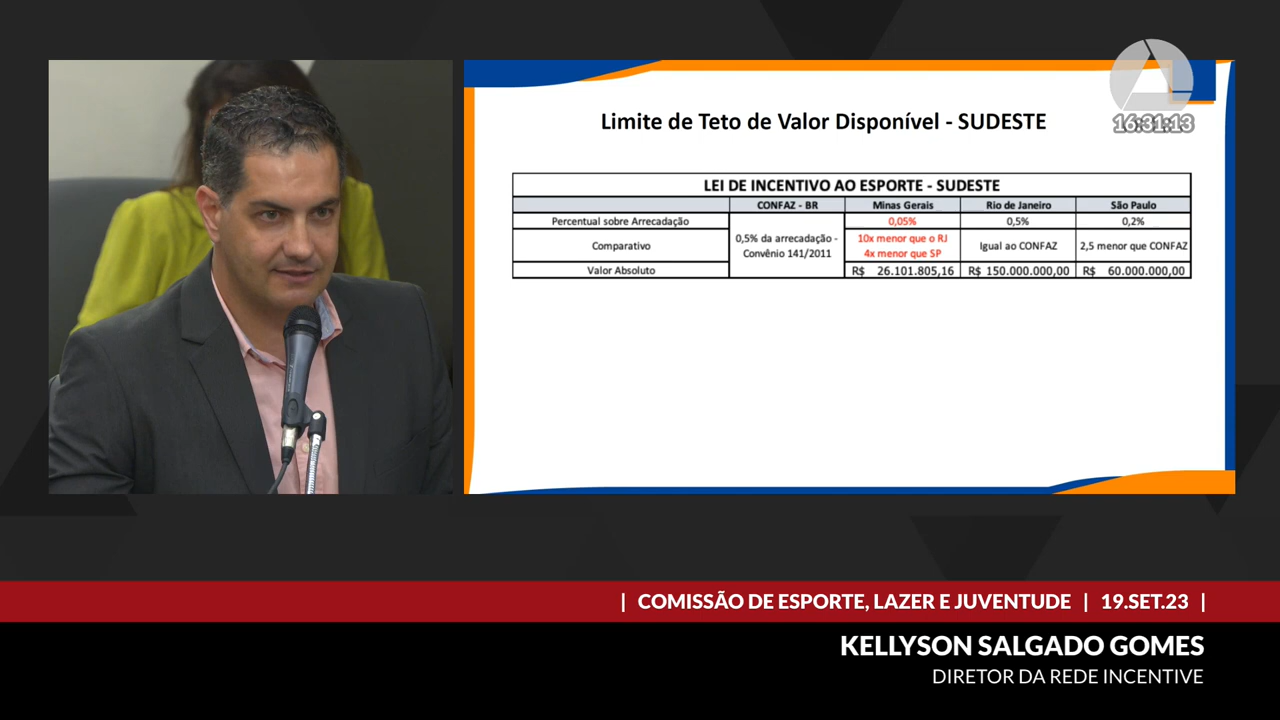 16:31:13
Limite de Teto de Valor Disponível - SUDESTE
LEI DE INCENTIVO AO ESPORTE - SUDESTE
CONFAZ - BR Minas Gerais Rio de Janeiro São Paulo
Percentual sobre Arrecadação 0,05% 0,5% 0,2%
Comparativo 0,5% da arrecadação - Convênio 141/2011 10x menor que o RJ 4x menor que SP Igual ao CONFAZ 2,5 menor que CONFAZ
Valor Absoluto R$ 26.101.805,16 R$ 150.000.000,00 R$ 60.000.000,00
| COMISSÃO DE ESPORTE, LAZER E JUVENTUDE | 19.SET.23 |
KELLYSON SALGADO GOMES
DIRETOR DA REDE INCENTIVE